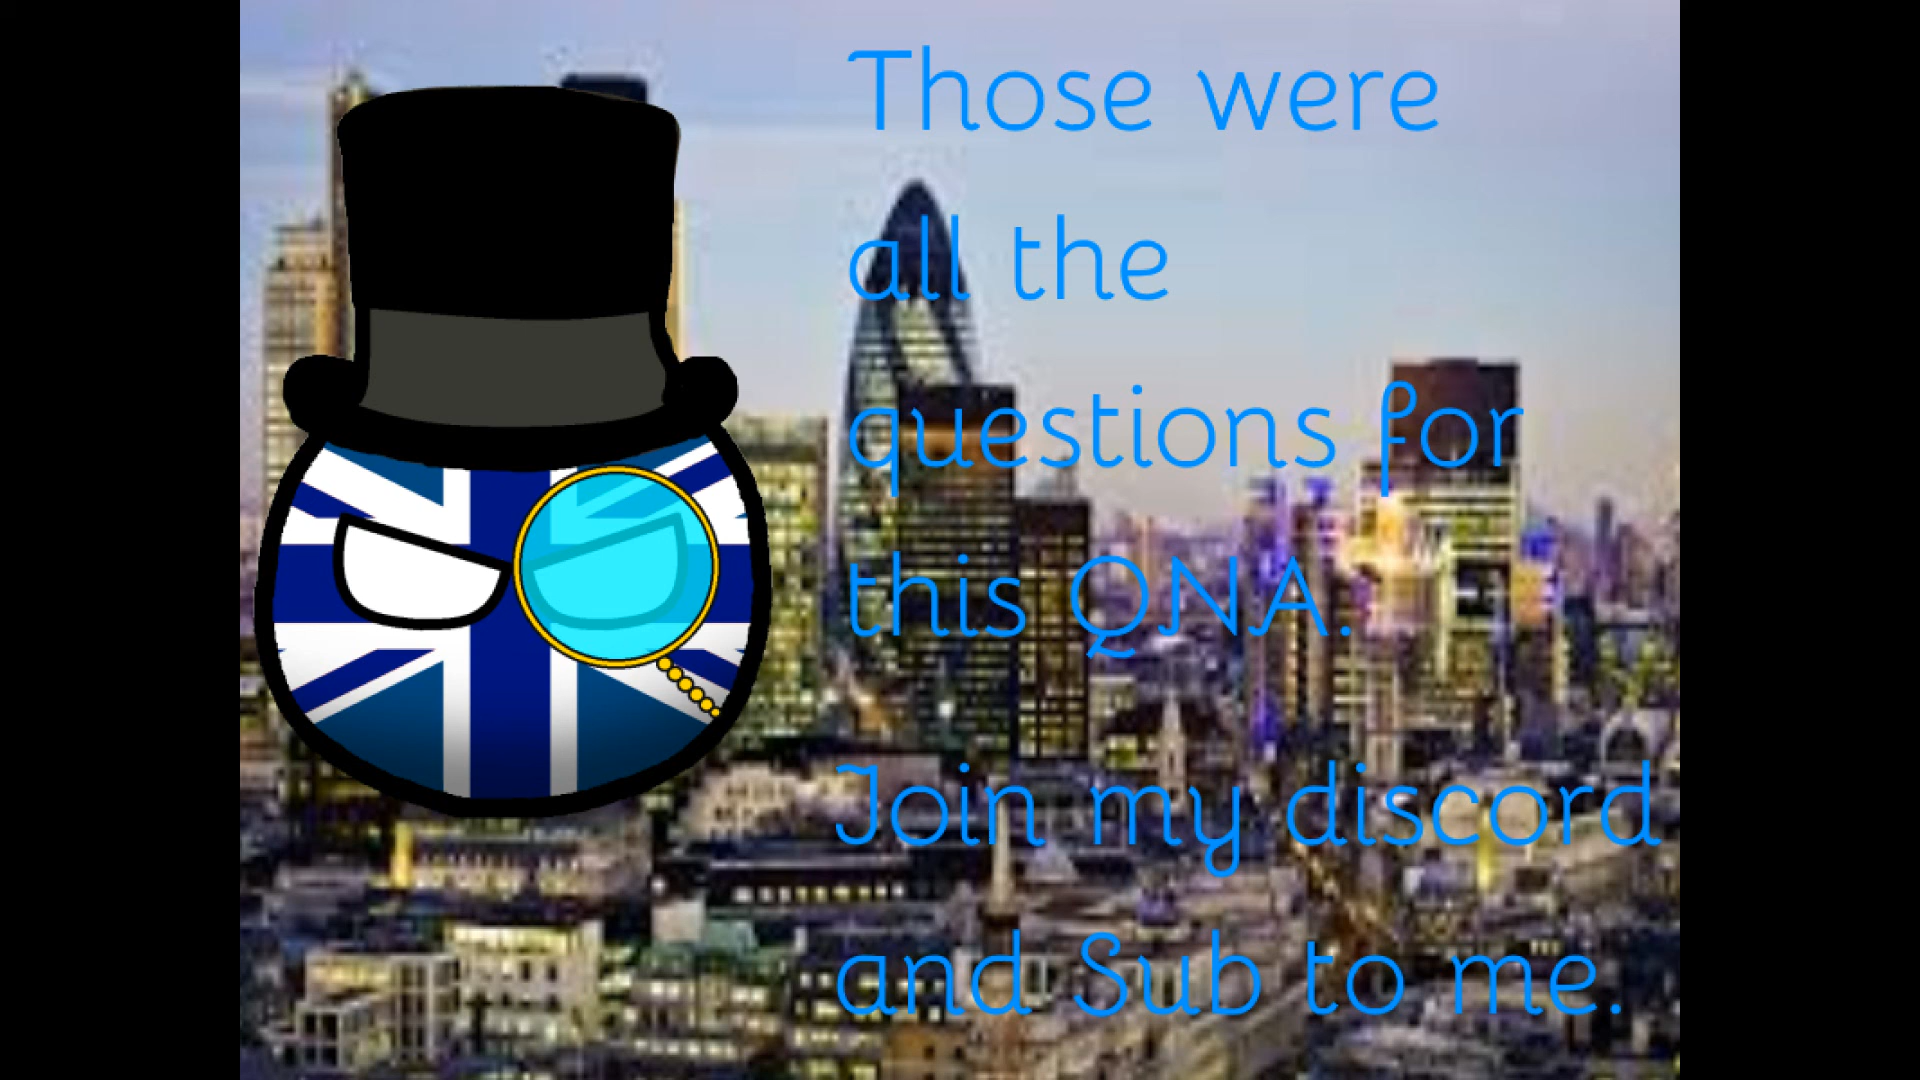 Those were
all the
questions for
this QNA.
Join my discord
and Sub to me.